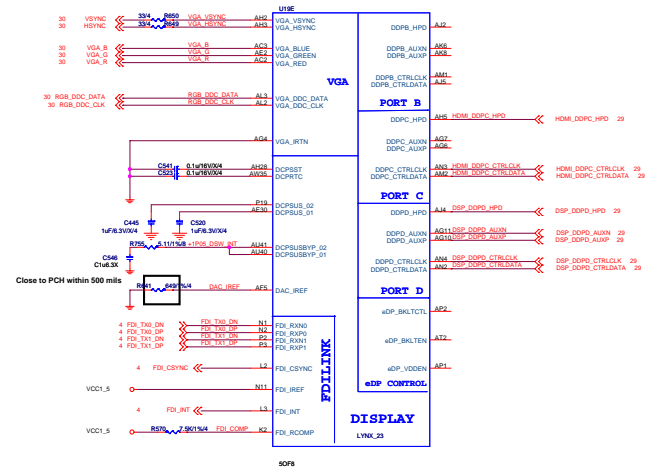 U19E
30 VSYNC 33/4 R650 VGA_VSYNC AH2 VGA_VSYNC
30 HSYNC 33/4 R649 VGA_HSYNC AH3 VGA_HSYNC
DDPB_HPD AJ2
30 VGA_B VGA_B AC3 VGA_BLUE
30 VGA_G VGA_G AE2 VGA_GREEN
30 VGA_R VGA_R AC2 VGA_RED
DDPB_AUXN AK6
DDPB_AUXP AK8
VGA
DDPB_CTRLCLK AM1
DDPB_CTRLDATA AJ5
PORT B
30 RGB_DDC_DATA RGB_DDC_DATA AL3 VGA_DDC_DATA
30 RGB_DDC_CLK RGB_DDC_CLK AL2 VGA_DDC_CLK
DDPC_HPD AH5 HDMI_DDPC_HPD HDMI_DDPC_HPD 29
AG4 VGA_IRTN
DDPC_AUXN AG7
DDPC_AUXP AG6
C541 0.1u/16V/X/4 AH28 DCPSST
C523 0.1u/16V/X/4 AW35 DCPRTC
DDPC_CTRLCLK AN3 HDMI_DDPC_CTRLCLK HDMI_DDPC_CTRLCLK 29
DDPC_CTRLDATA AM2 HDMI_DDPC_CTRLDATA HDMI_DDPC_CTRLDATA 29
PORT C
P19 DCPSUS_02
AE30 DCPSUS_01
DDPD_HPD AJ4 DSP_DDPD_HPD DSP_DDPD_HPD 29
C445 1uF/6.3V/X/4
C520 1uF/6.3V/X/4
DDPD_AUXN AG11 DSP_DDPD_AUXN DSP_DDPD_AUXN 29
DDPD_AUXP AG10 DSP_DDPD_AUXP DSP_DDPD_AUXP 29
R755 5.11/1%/8 +1P05_DSW_INT AU41 DCPSUSBYP_02
AU40 DCPSUSBYP_01
C546
C1u6.3X
DDPD_CTRLCLK AN4 DSP_DDPD_CTRLCLK DSP_DDPD_CTRLCLK 29
DDPD_CTRLDATA AN2 DSP_DDPD_CTRLDATA DSP_DDPD_CTRLDATA 29
PORT D
Close to PCH within 500 mils
R641 649/1%/4 DAC_IREF AF5 DAC_IREF
eDP_BKLTCTL AP2
4 FDI_TX0_DN FDI_TX0_DN N1 FDI_RXN0
4 FDI_TX0_DP FDI_TX0_DP N2 FDI_RXP0
4 FDI_TX1_DN FDI_TX1_DN P2 FDI_RXN1
4 FDI_TX1_DP FDI_TX1_DP P3 FDI_RXP1
eDP_BKLTEN AT2
4 FDI_CSYNC L2 FDI_CSYNC
eDP_VDDEN AP1
eDP CONTROL
VCC1_5 N11 FDI_IREF
FDILINK
4 FDI_INT L3 FDI_INT
DISPLAY
VCC1_5 R570 7.5K/1%/4 FDI_COMP K2 FDI_RCOMP
LYNX_23
5OF8